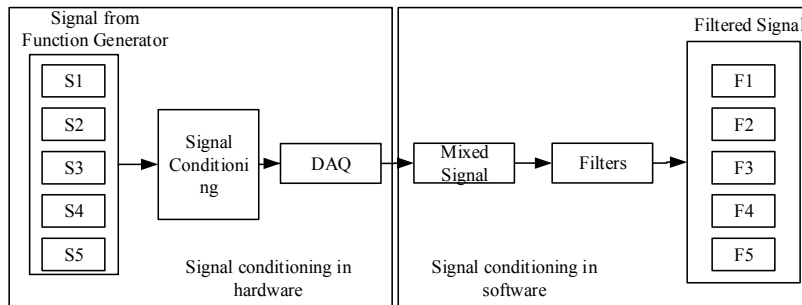 Signal from
Function Generator
S1
S2
S3
S4
S5
Signal
Conditioni
ng
DAQ
Signal conditioning in
hardware
Mixed
Signal
Filters
Signal conditioning in
software
Filtered Signal
F1
F2
F3
F4
F5